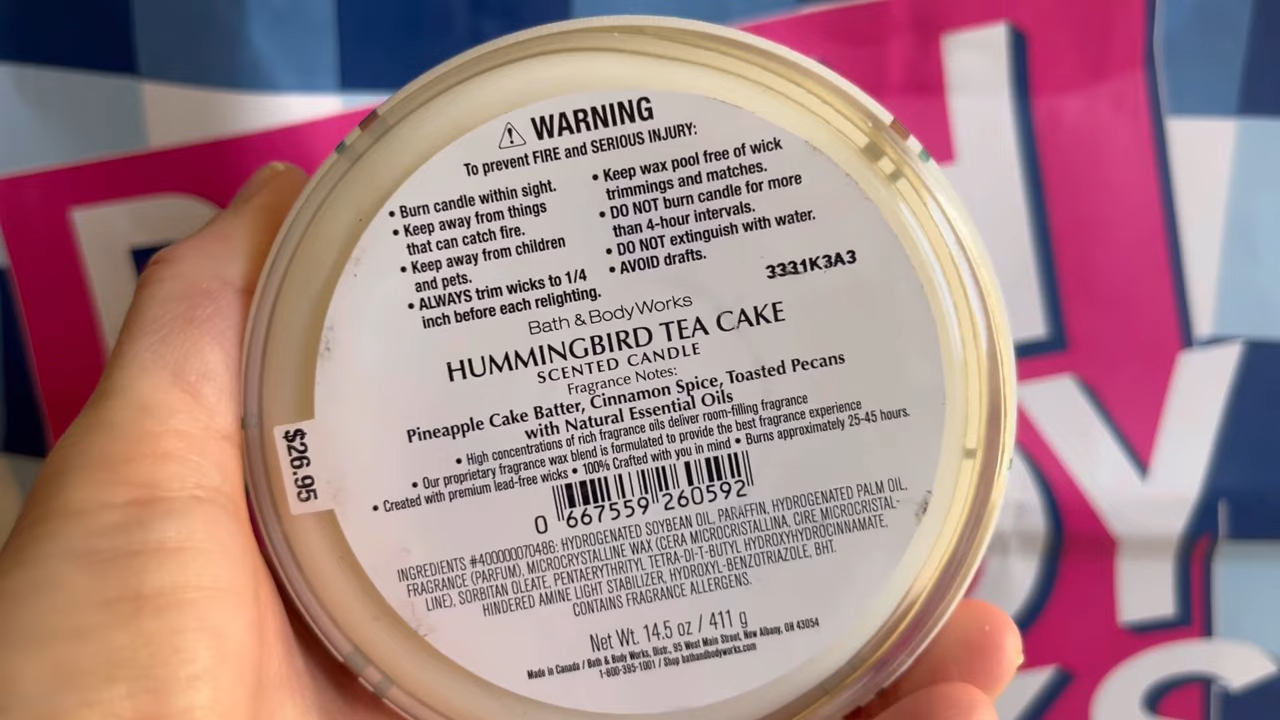 WARNING
To prevent FIRE and SERIOUS INJURY:
• Burn candle within sight.
• Keep away from things
that can catch fire.
• Keep away from children
and pets.
• ALWAYS trim wicks to 1/4
inch before each relighting.
• Keep wax pool free of wick
trimmings and matches.
• DO NOT burn candle for more
than 4-hour intervals.
• DO NOT extinguish with water.
• AVOID drafts.
3331K3A3
Bath & Body Works
HUMMINGBIRD TEA CAKE
SCENTED CANDLE
Fragrance Notes:
Pineapple Cake Batter, Cinnamon Spice, Toasted Pecans
with Natural Essential Oils
• High concentrations of rich fragrance oils deliver room-filling fragrance
• Our proprietary fragrance wax blend is formulated to provide the best fragrance experience
• Created with premium lead-free wicks • 100% Crafted with you in mind • Burns approximately 25-45 hours.
$26.95
0 667559 260592
INGREDIENTS #400000070486: HYDROGENATED SOYBEAN OIL, PARAFFIN, HYDROGENATED PALM OIL,
FRAGRANCE (PARFUM), MICROCRYSTALLINE WAX (CERA MICROCRISTALLINA, CIRE MICROCRISTAL-
LINE), SORBITAN OLEATE, PENTAERYTHRITYL TETRA-DI-T-BUTYL HYDROXYHYDROCINNAMATE,
HINDERED AMINE LIGHT STABILIZER, HYDROXYL-BENZOTRIAZOLE, BHT.
CONTAINS FRAGRANCE ALLERGENS.
Net Wt. 14.5 oz / 411 g
Made in Canada / Bath & Body Works, Distr., 95 West Main Street, New Albany, OH 43054
1-800-395-1001 / Shop bathandbodyworks.com